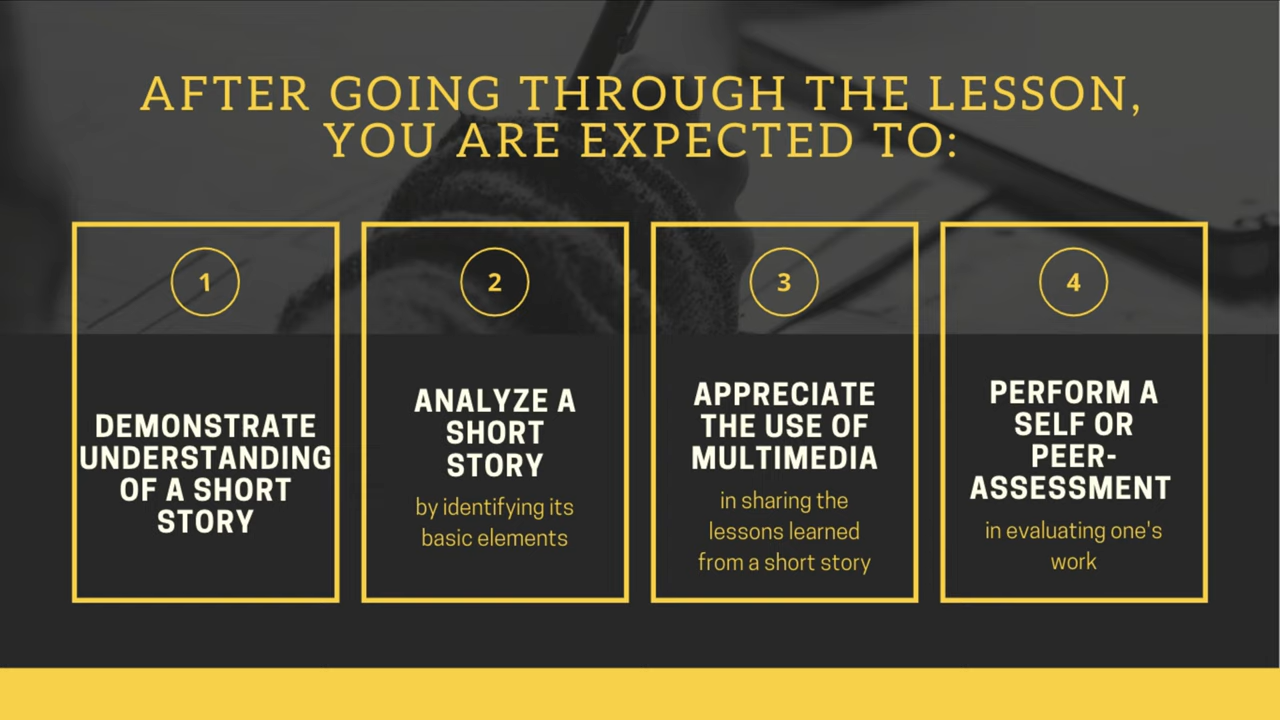 AFTER GOING THROUGH THE LESSON,
YOU ARE EXPECTED TO:
1
DEMONSTRATE
UNDERSTANDING
OF A SHORT
STORY
2
ANALYZE A
SHORT
STORY
by identifying its
basic elements
3
APPRECIATE
THE USE OF
MULTIMEDIA
in sharing the
lessons learned
from a short story
4
PERFORM A
SELF OR
PEER-
ASSESSMENT
in evaluating one's
work